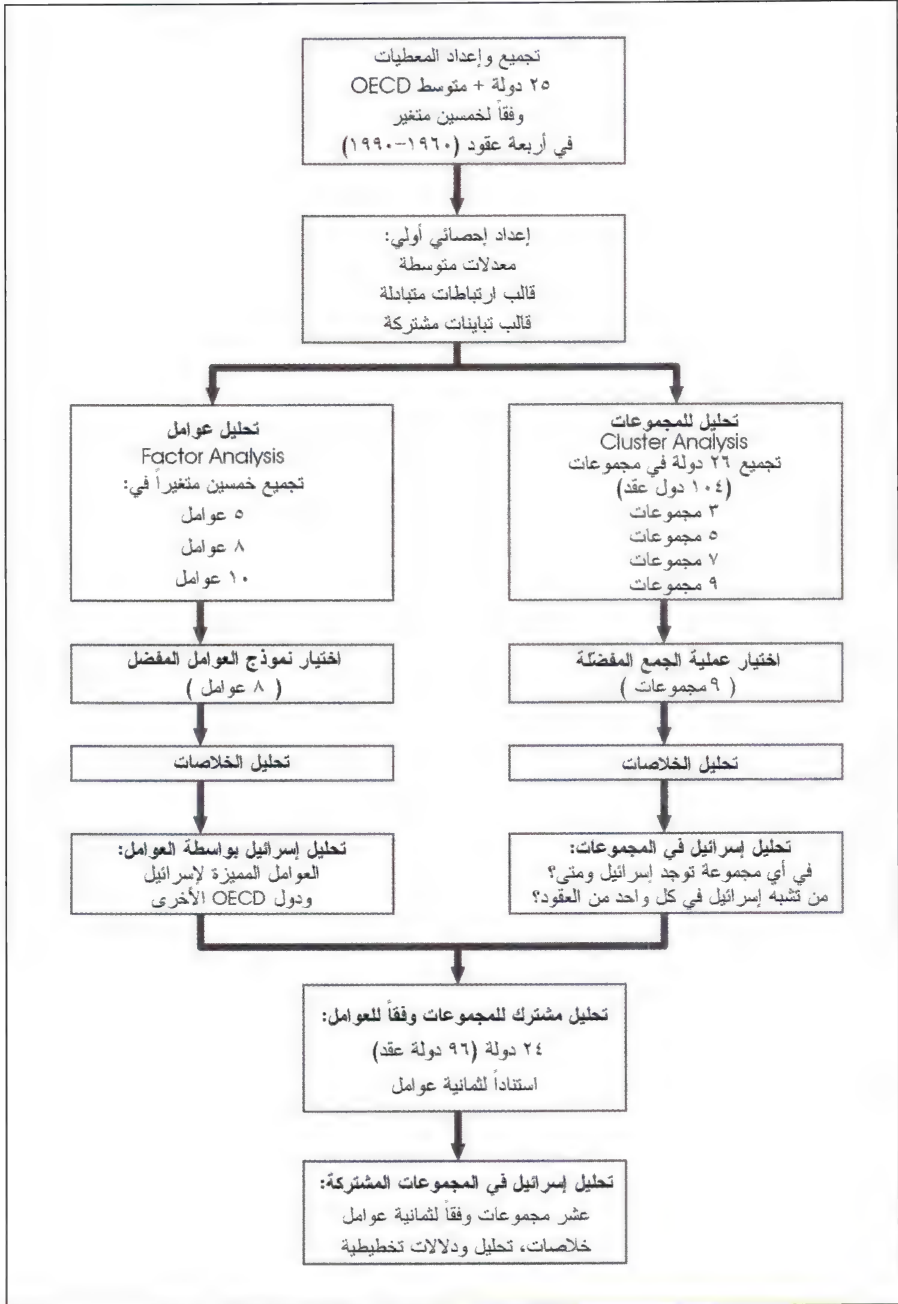 تجميع وإعداد المعطيات
٢٥ دولة + متوسط OECD
وفقاً لخمسين متغير
في أربعة عقود (١٩٦٠-١٩٩٠)
إعداد إحصائي أولي:
معدلات متوسطة
قالب ارتباطات متبادلة
قالب تباينات مشتركة
تحليل للمجموعات
Cluster Analysis
تجميع ٢٦ دولة في مجموعات
(١٠٤ دول عقد)
٣ مجموعات
٥ مجموعات
٧ مجموعات
٩ مجموعات
تحليل عوامل
Factor Analysis
تجميع خمسين متغيراً في:
٥ عوامل
٨ عوامل
١٠ عوامل
اختيار عملية الجمع المفضّلة
( ٩ مجموعات )
اختيار نموذج العوامل المفضل
( ٨ عوامل )
تحليل الخلاصات
تحليل الخلاصات
تحليل إسرائيل في المجموعات:
في أي مجموعة توجد إسرائيل ومتى؟
من تشبه إسرائيل في كل واحد من العقود؟
تحليل إسرائيل بواسطة العوامل:
العوامل المميزة لإسرائيل
ودول OECD الأخرى
تحليل مشترك للمجموعات وفقاً للعوامل:
٢٤ دولة (٩٦ دولة عقد)
استناداً لثمانية عوامل
تحليل إسرائيل في المجموعات المشتركة:
عشر مجموعات وفقاً لثمانية عوامل
خلاصات، تحليل ودلالات تخطيطية